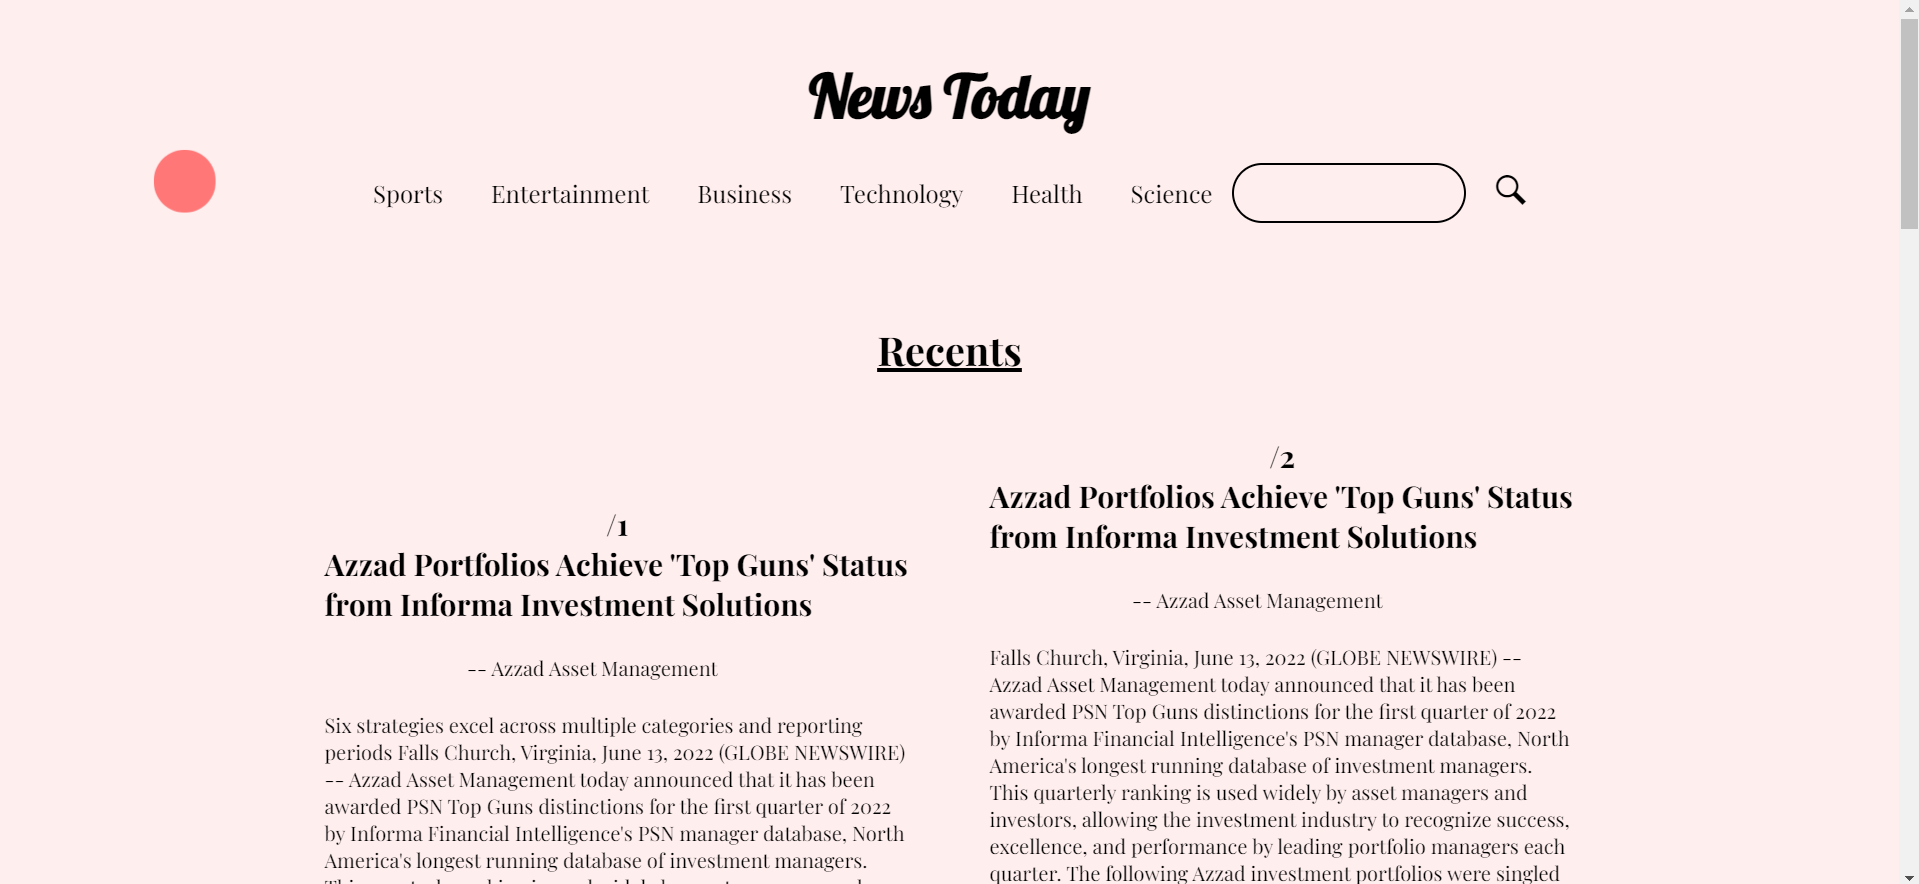 News Today
Sports Entertainment Business Technology Health Science
Recents
/1
Azzad Portfolios Achieve 'Top Guns' Status
from Informa Investment Solutions
-- Azzad Asset Management
Six strategies excel across multiple categories and reporting
periods Falls Church, Virginia, June 13, 2022 (GLOBE NEWSWIRE)
-- Azzad Asset Management today announced that it has been
awarded PSN Top Guns distinctions for the first quarter of 2022
by Informa Financial Intelligence's PSN manager database, North
America's longest running database of investment managers.
/2
Azzad Portfolios Achieve 'Top Guns' Status
from Informa Investment Solutions
-- Azzad Asset Management
Falls Church, Virginia, June 13, 2022 (GLOBE NEWSWIRE) --
Azzad Asset Management today announced that it has been
awarded PSN Top Guns distinctions for the first quarter of 2022
by Informa Financial Intelligence's PSN manager database, North
America's longest running database of investment managers.
This quarterly ranking is used widely by asset managers and
investors, allowing the investment industry to recognize success,
excellence, and performance by leading portfolio managers each
quarter. The following Azzad investment portfolios were singled